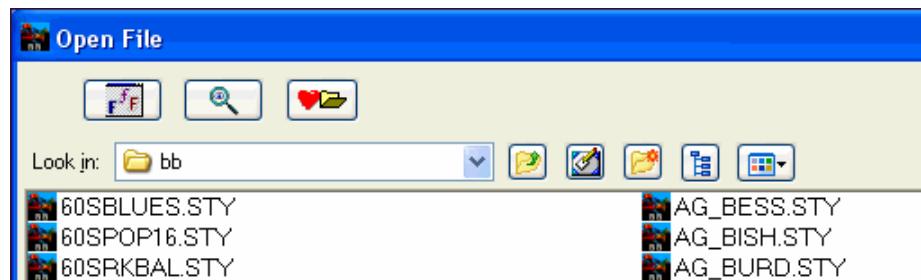 Open File
F f F
Look in: bb
60SBLUES.STY AG_BESS.STY
60SPOP16.STY AG_BISH.STY
60SRKBAL.STY AG_BURD.STY